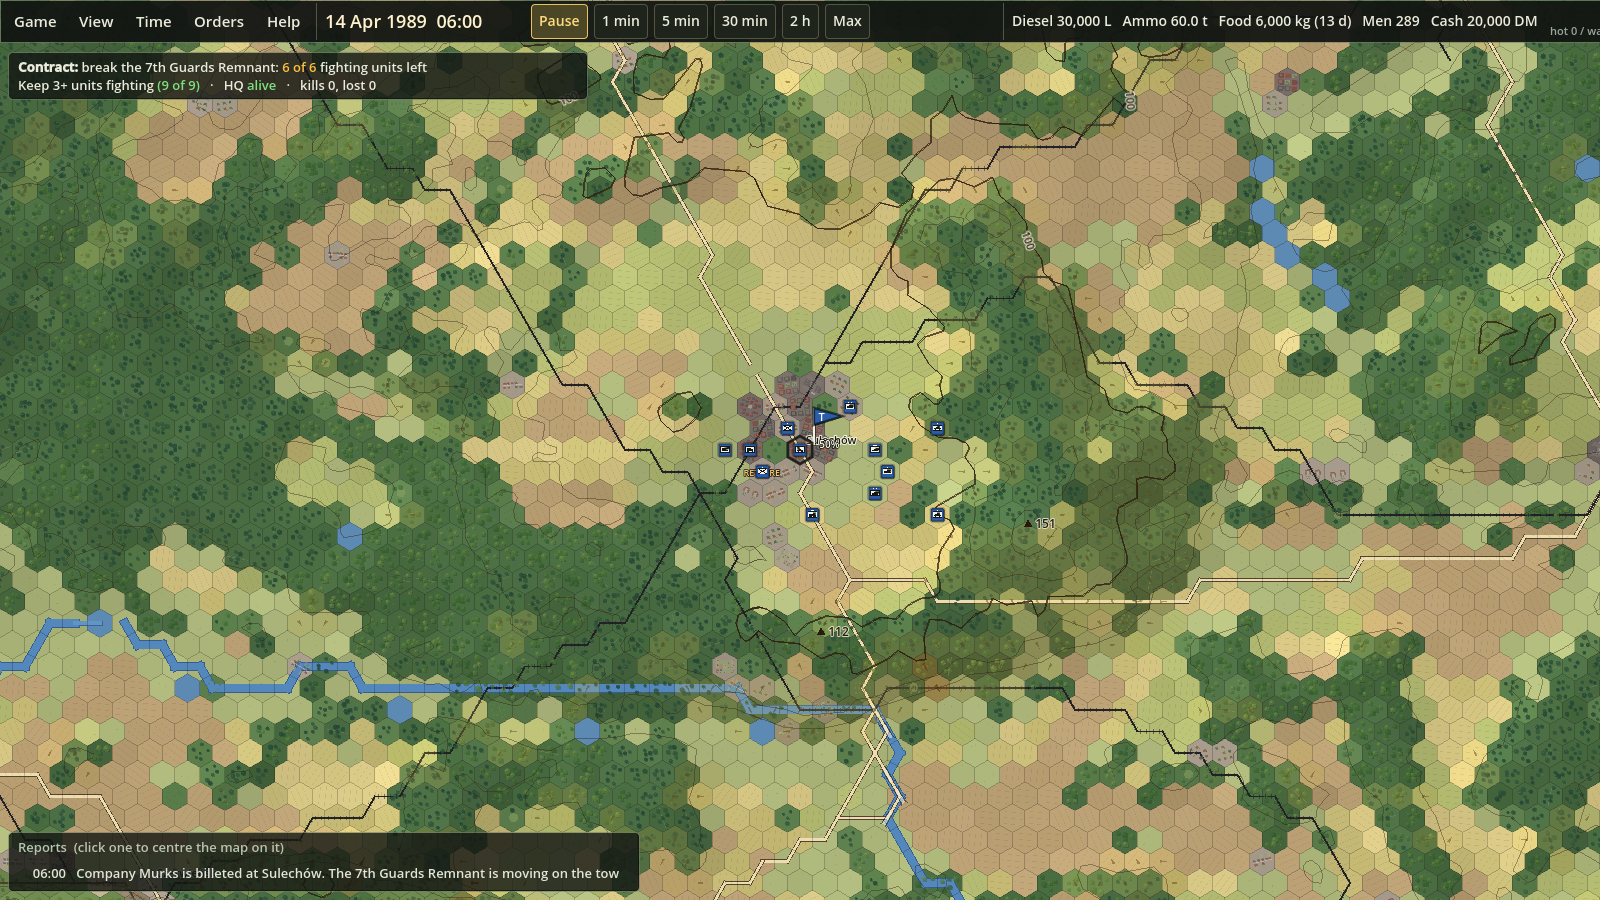 Game View Time Orders Help 14 Apr 1989 06:00 Pause 1 min 5 min 30 min 2 h Max Diesel 30,000 L Ammo 60.0 t Food 6,000 kg (13 d) Men 289 Cash 20,000 DM
hot 0 /
Contract: break the 7th Guards Remnant: 6 of 6 fighting units left
Keep 3+ units fighting (9 of 9) · HQ alive · kills 0, lost 0
100
100
T
RE RE
151
112
Reports (click one to centre the map on it)
06:00 Company Murks is billeted at Sulechów. The 7th Guards Remnant is moving on the tow